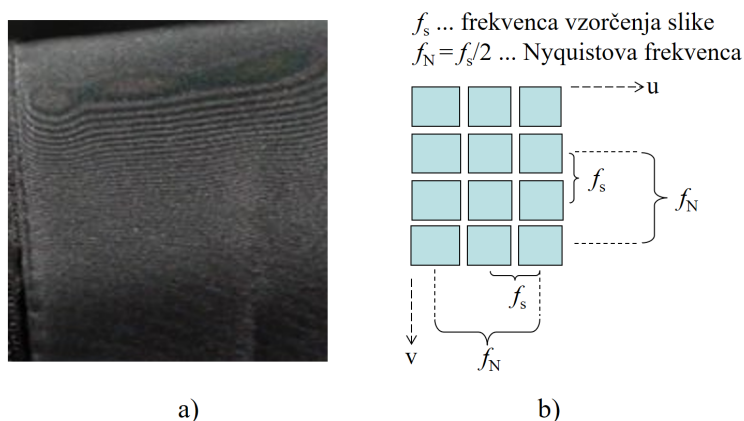 fs ... frekvenca vzorčenja slike
fN = fs/2 ... Nyquistova frekvenca
u
fs
fN
fs
v
fN
a)
b)